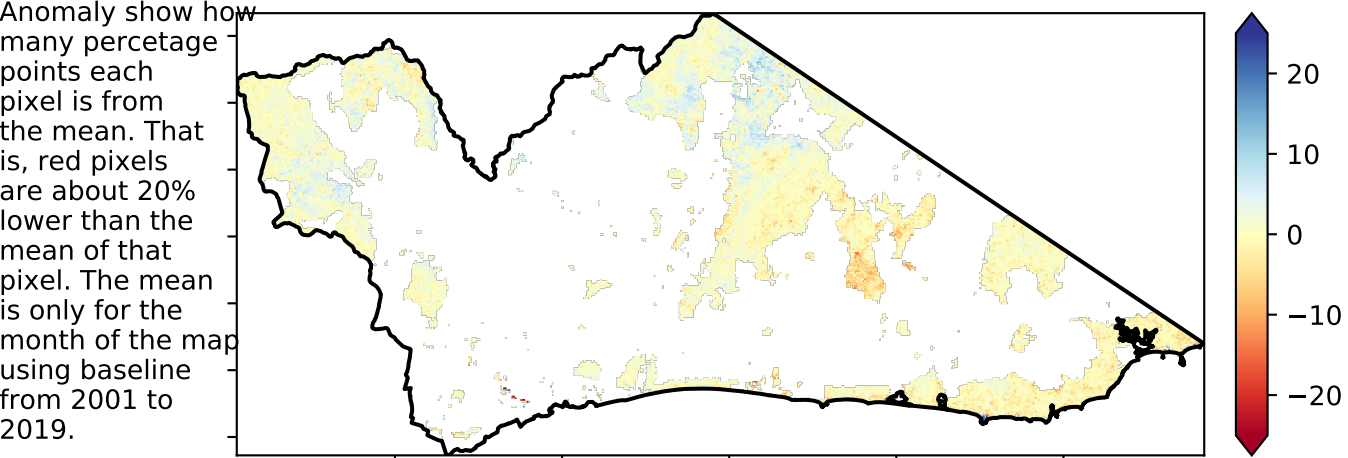 Anomaly show how
many percetage
points each
pixel is from
the mean. That
is, red pixels
are about 20%
lower than the
mean of that
pixel. The mean
is only for the
month of the map
using baseline
from 2001 to
2019.
20
10
0
−10
−20